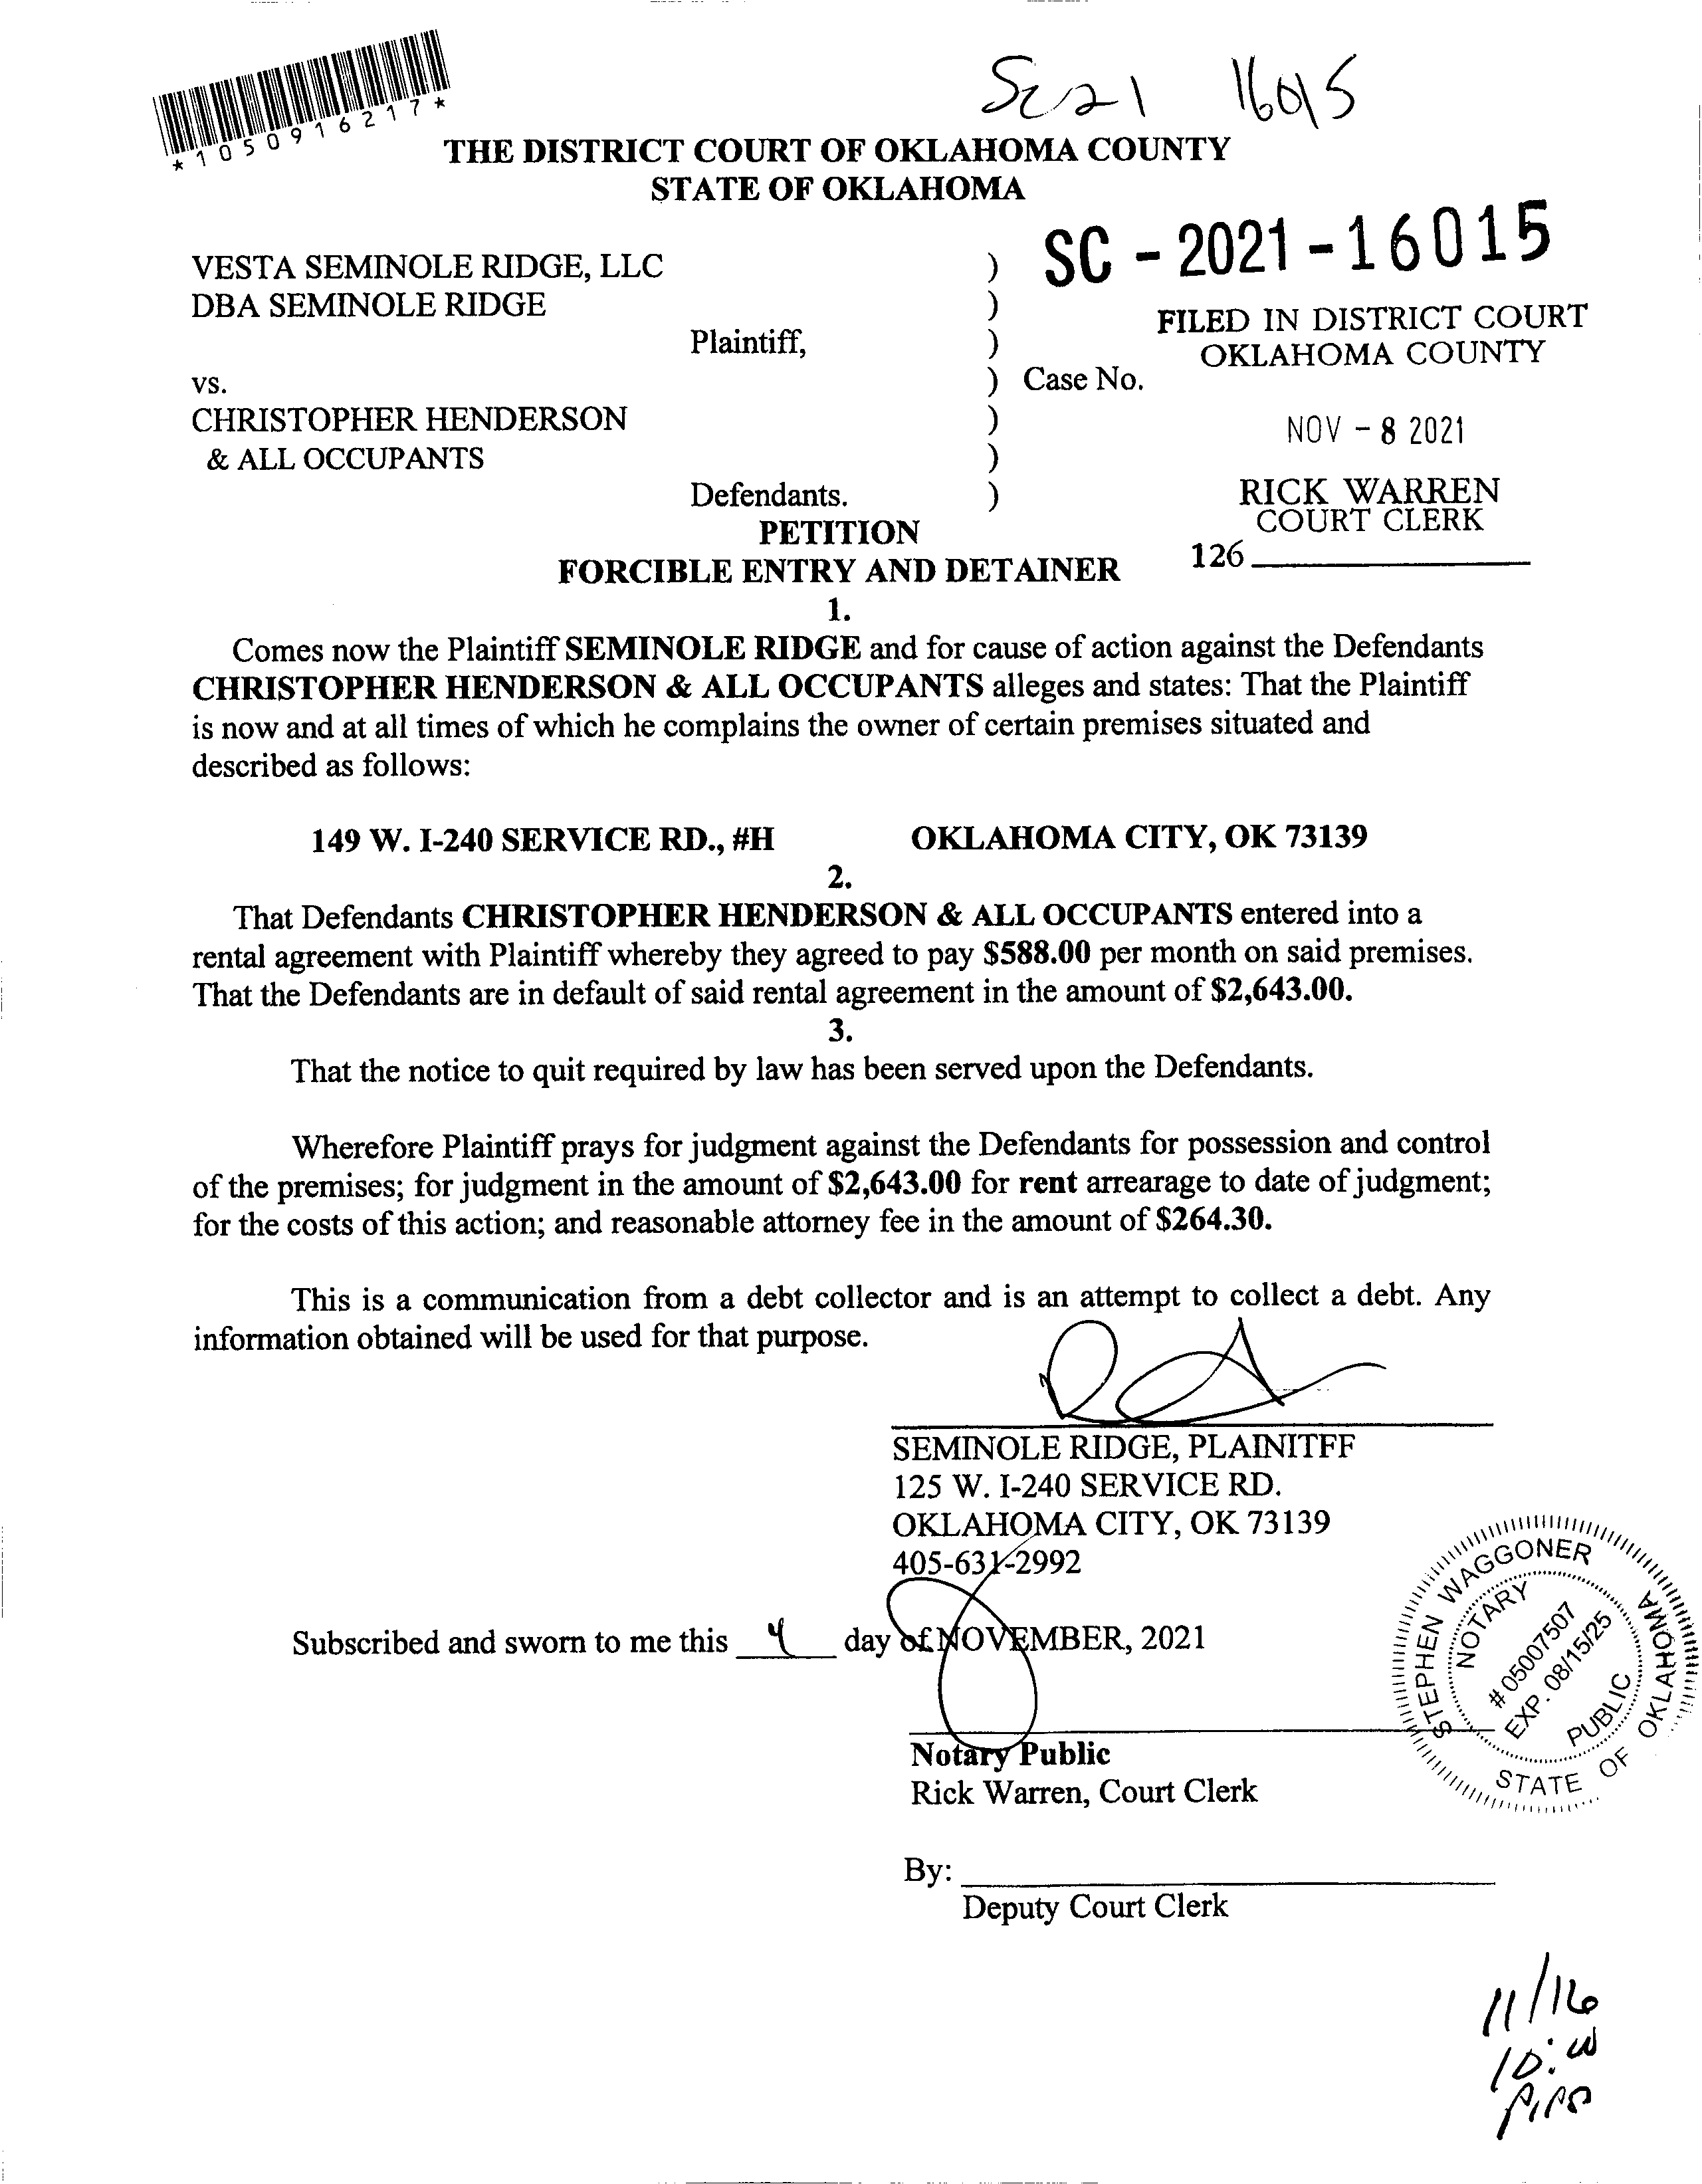 *1050916217*
SC21 16015
THE DISTRICT COURT OF OKLAHOMA COUNTY
STATE OF OKLAHOMA
SC - 2021 - 16015
VESTA SEMINOLE RIDGE, LLC )
DBA SEMINOLE RIDGE )
FILED IN DISTRICT COURT
Plaintiff, )
OKLAHOMA COUNTY
vs. ) Case No.
CHRISTOPHER HENDERSON )
NOV - 8 2021
& ALL OCCUPANTS )
Defendants. )
RICK WARREN
COURT CLERK
PETITION
126
FORCIBLE ENTRY AND DETAINER
1.
Comes now the Plaintiff SEMINOLE RIDGE and for cause of action against the Defendants
CHRISTOPHER HENDERSON & ALL OCCUPANTS alleges and states: That the Plaintiff
is now and at all times of which he complains the owner of certain premises situated and
described as follows:
149 W. I-240 SERVICE RD., #H OKLAHOMA CITY, OK 73139
2.
That Defendants CHRISTOPHER HENDERSON & ALL OCCUPANTS entered into a
rental agreement with Plaintiff whereby they agreed to pay $588.00 per month on said premises.
That the Defendants are in default of said rental agreement in the amount of $2,643.00.
3.
That the notice to quit required by law has been served upon the Defendants.
Wherefore Plaintiff prays for judgment against the Defendants for possession and control
of the premises; for judgment in the amount of $2,643.00 for rent arrearage to date of judgment;
for the costs of this action; and reasonable attorney fee in the amount of $264.30.
This is a communication from a debt collector and is an attempt to collect a debt. Any
information obtained will be used for that purpose.
SEMINOLE RIDGE, PLAINITFF
125 W. I-240 SERVICE RD.
OKLAHOMA CITY, OK 73139
405-631-2992
Subscribed and sworn to me this 4 day of NOVEMBER, 2021
STEPHEN WAGGONER
NOTARY
# 05007507
EXP. 08/15/25
PUBLIC
STATE OF OKLAHOMA
Notary Public
Rick Warren, Court Clerk
By:
Deputy Court Clerk
11/16